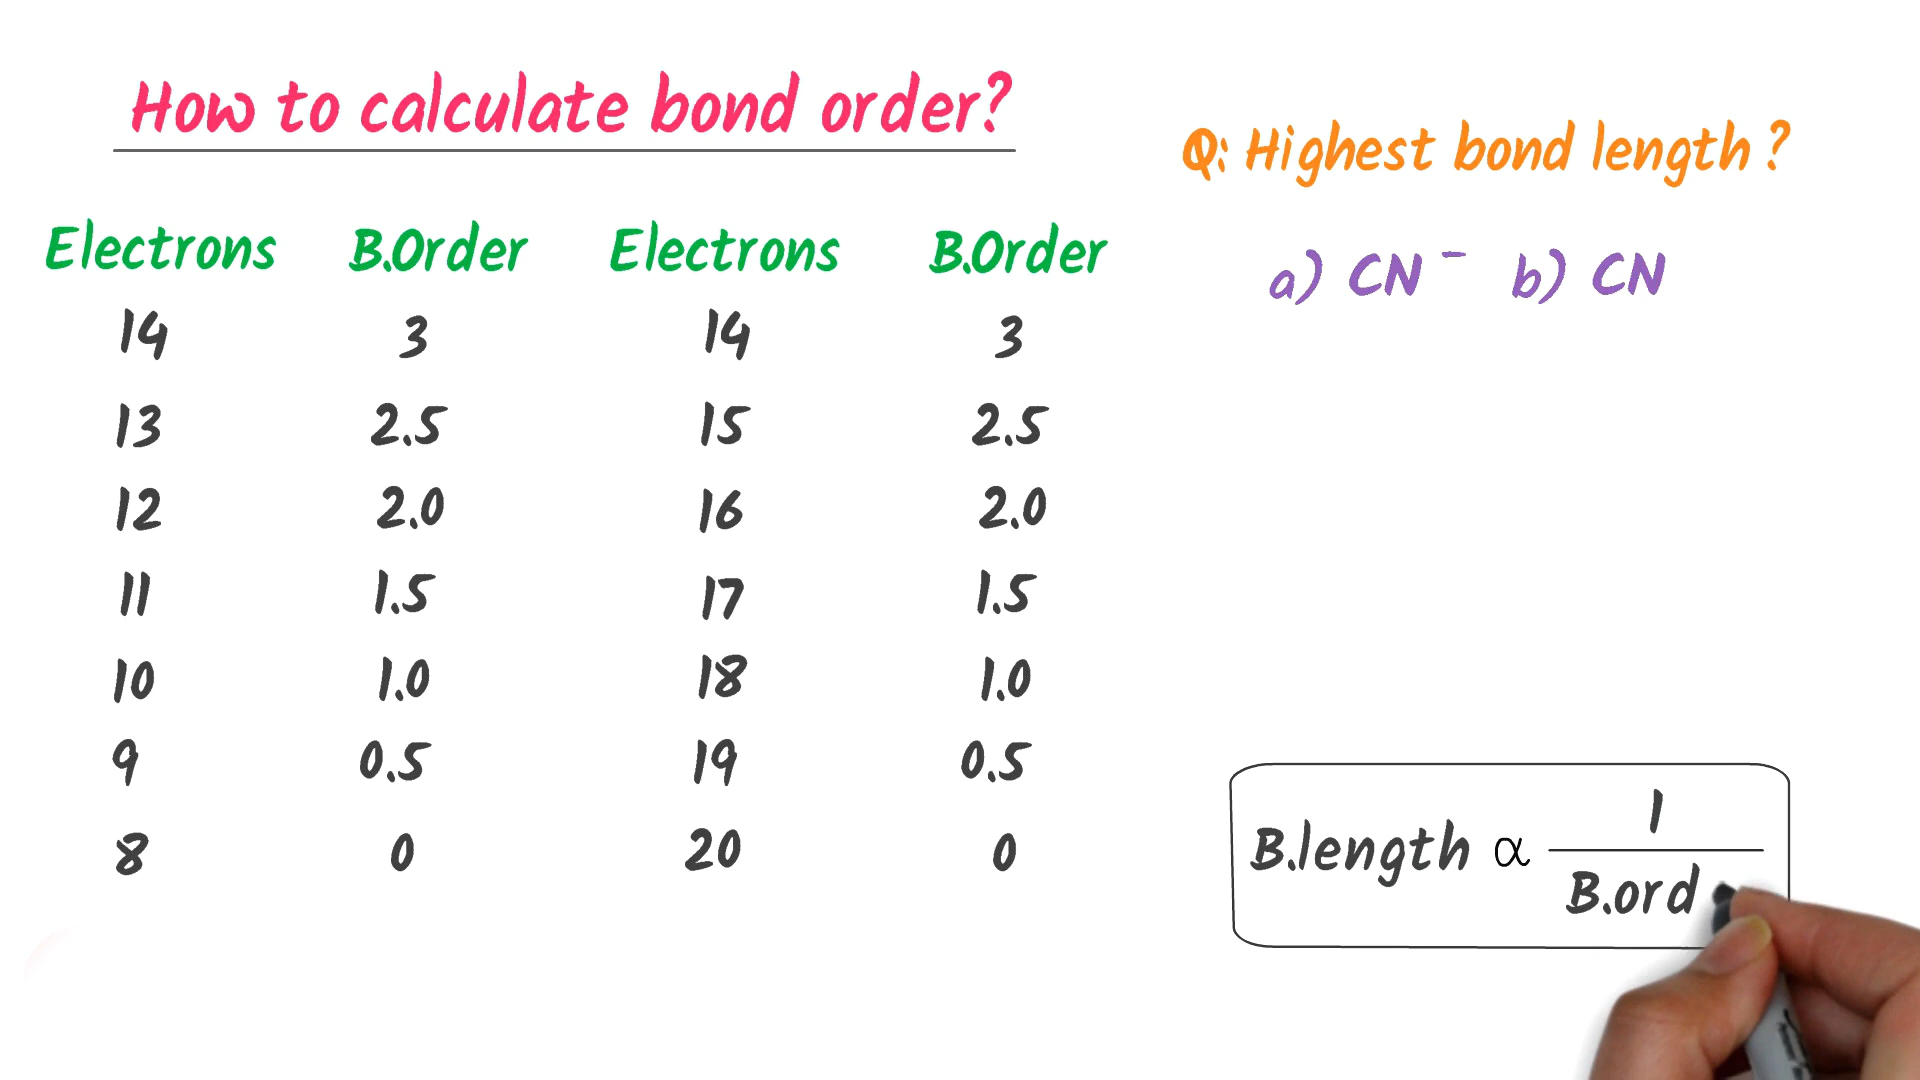 How to calculate bond order?
Electrons B.Order Electrons B.Order
14 3 14 3
13 2.5 15 2.5
12 2.0 16 2.0
11 1.5 17 1.5
10 1.0 18 1.0
9 0.5 19 0.5
8 0 20 0
Q: Highest bond length?
a) CN⁻ b) CN
B.length ∝ 1
B.ord